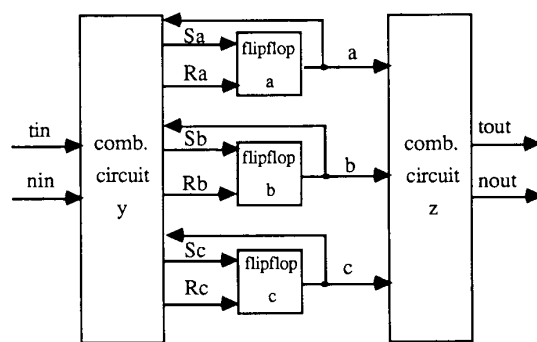 tin
nin
comb.
circuit
y
Sa
Ra
flipflop
a
a
Sb
Rb
flipflop
b
b
Sc
Rc
flipflop
c
c
comb.
circuit
z
tout
nout